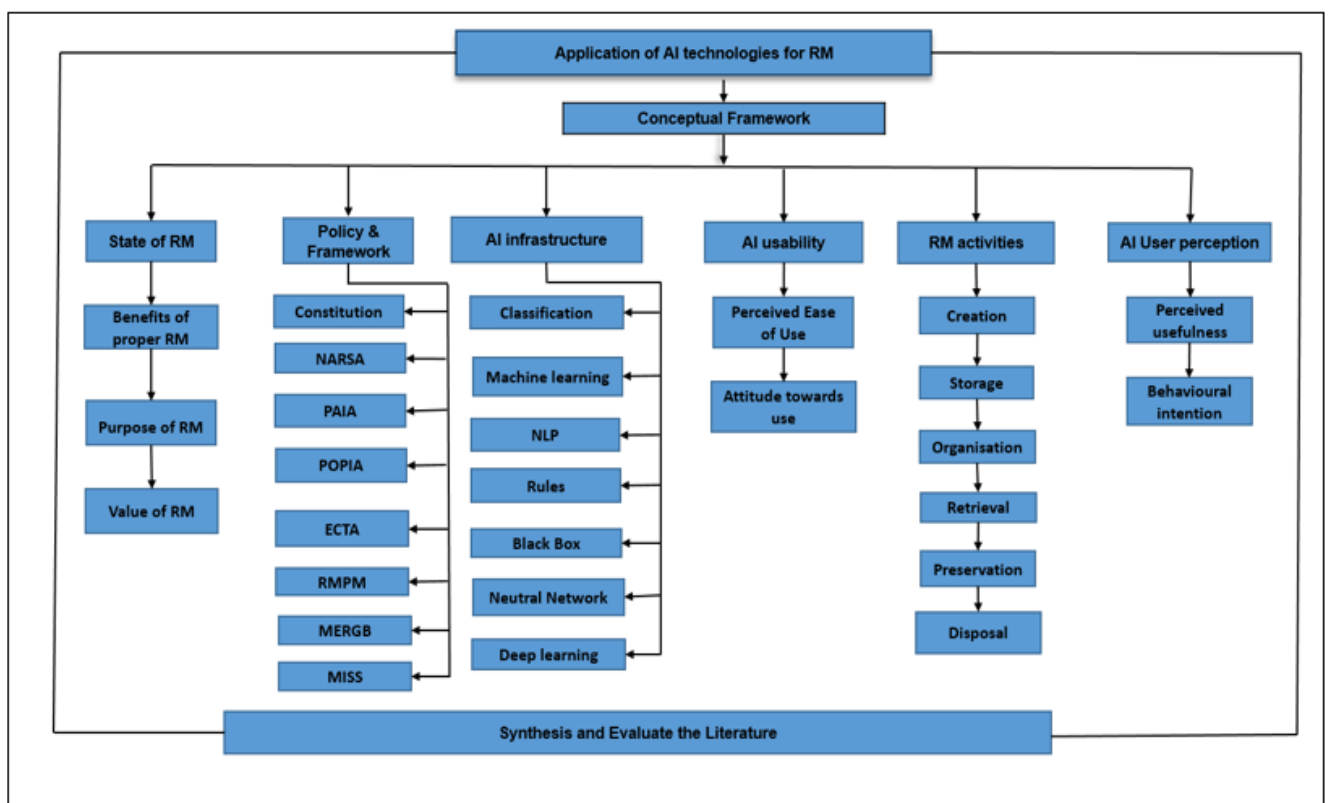 Application of AI technologies for RM
Conceptual Framework
State of RM
Benefits of
proper RM
Purpose of RM
Value of RM
Policy &
Framework
Constitution
NARSA
PAIA
POPIA
ECTA
RMPM
MERGB
MISS
AI infrastructure
Classification
Machine learning
NLP
Rules
Black Box
Neutral Network
Deep learning
AI usability
Perceived Ease
of Use
Attitude towards
use
RM activities
Creation
Storage
Organisation
Retrieval
Preservation
Disposal
AI User perception
Perceived
usefulness
Behavioural
intention
Synthesis and Evaluate the Literature